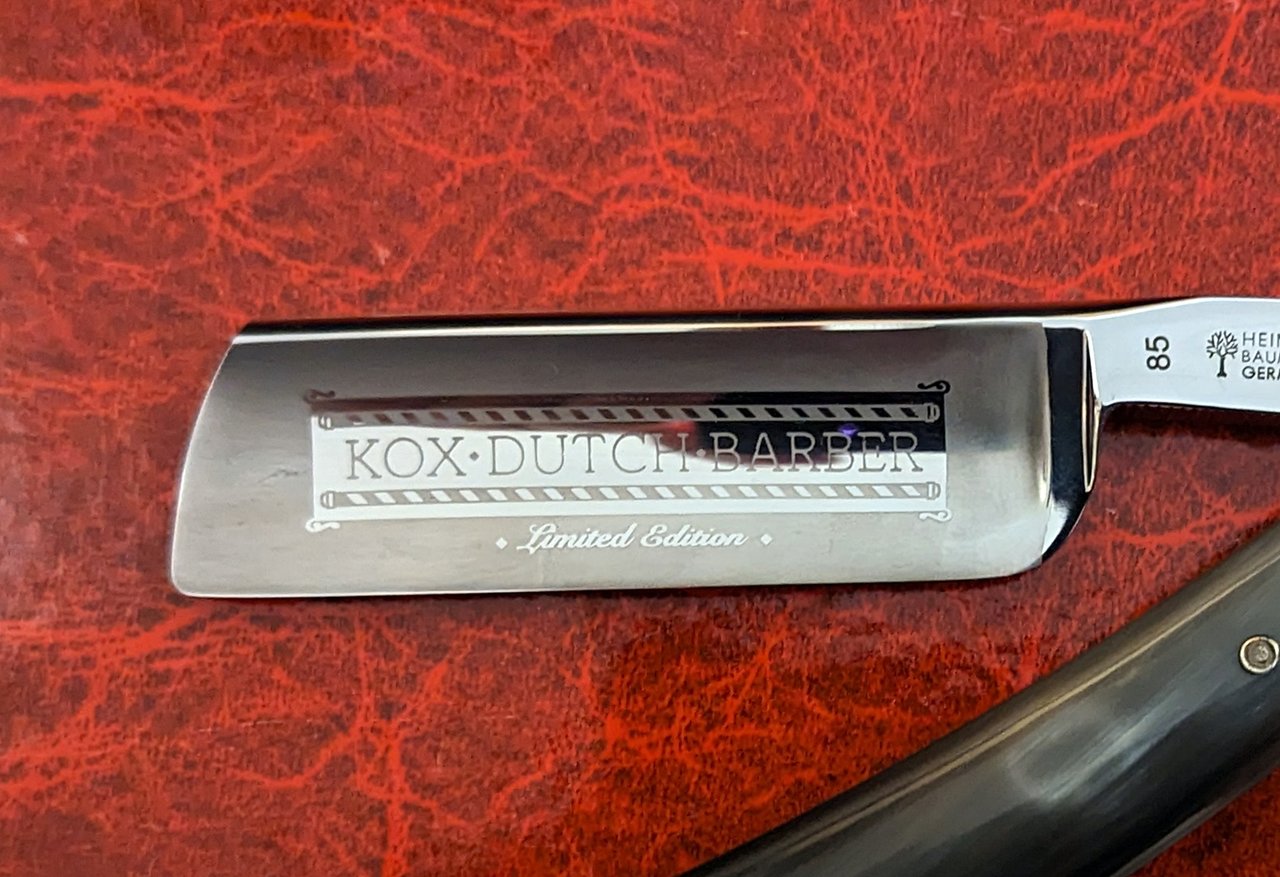 KOX·DUTCH·BARBER
Limited Edition
85